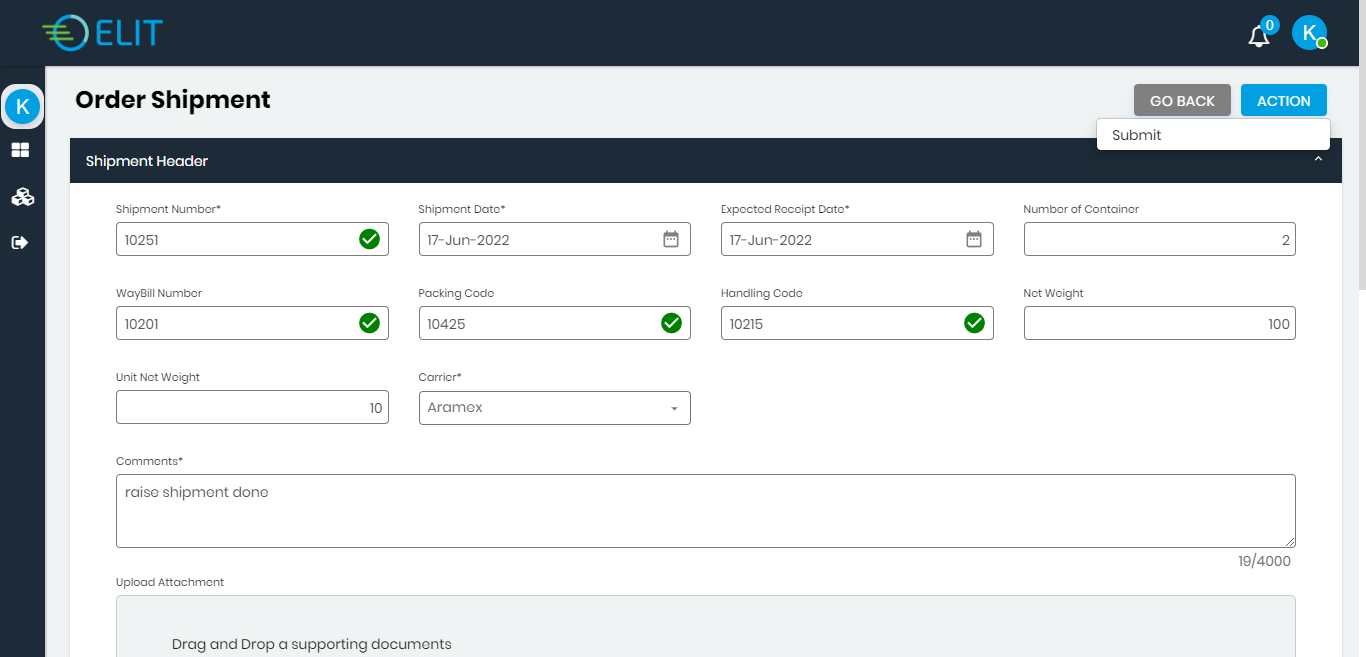 ELIT
0
K
K
Order Shipment
GO BACK
ACTION
Submit
Shipment Header
Shipment Number*
Shipment Date*
Expected Receipt Date*
Number of Container
10251
17-Jun-2022
17-Jun-2022
2
WayBill Number
Packing Code
Handling Code
Net Weight
10201
10425
10215
100
Unit Net Weight
Carrier*
10
Aramex
Comments*
raise shipment done
19/4000
Upload Attachment
Drag and Drop a supporting documents